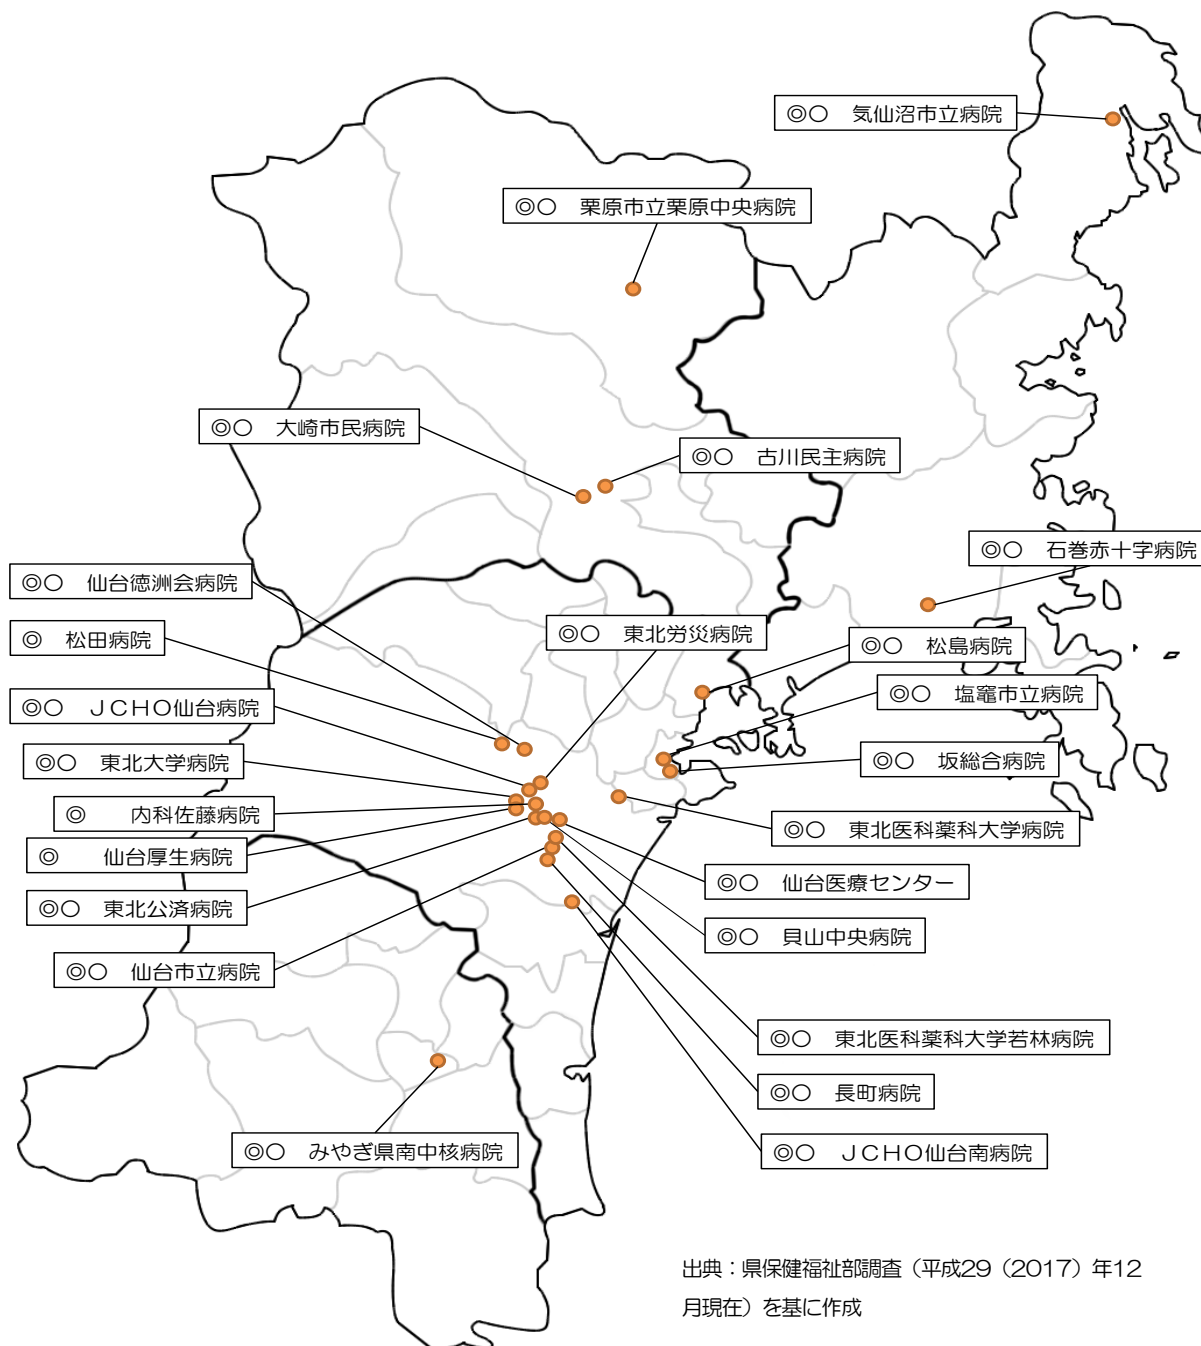 ◎○ 気仙沼市立病院
◎○ 栗原市立栗原中央病院
◎○ 大崎市民病院
◎○ 古川民主病院
◎○ 石巻赤十字病院
◎○ 仙台徳洲会病院
◎○ 東北労災病院
◎ 松田病院
◎○ 松島病院
◎○ JCHO仙台病院
◎○ 塩竈市立病院
◎○ 東北大学病院
◎○ 坂総合病院
◎ 内科佐藤病院
◎○ 東北医科薬科大学病院
◎ 仙台厚生病院
◎○ 仙台医療センター
◎○ 東北公済病院
◎○ 貝山中央病院
◎○ 仙台市立病院
◎○ 東北医科薬科大学若林病院
◎○ 長町病院
◎○ みやぎ県南中核病院
◎○ JCHO仙台南病院
出典：県保健福祉部調査（平成29（2017）年12
月現在）を基に作成